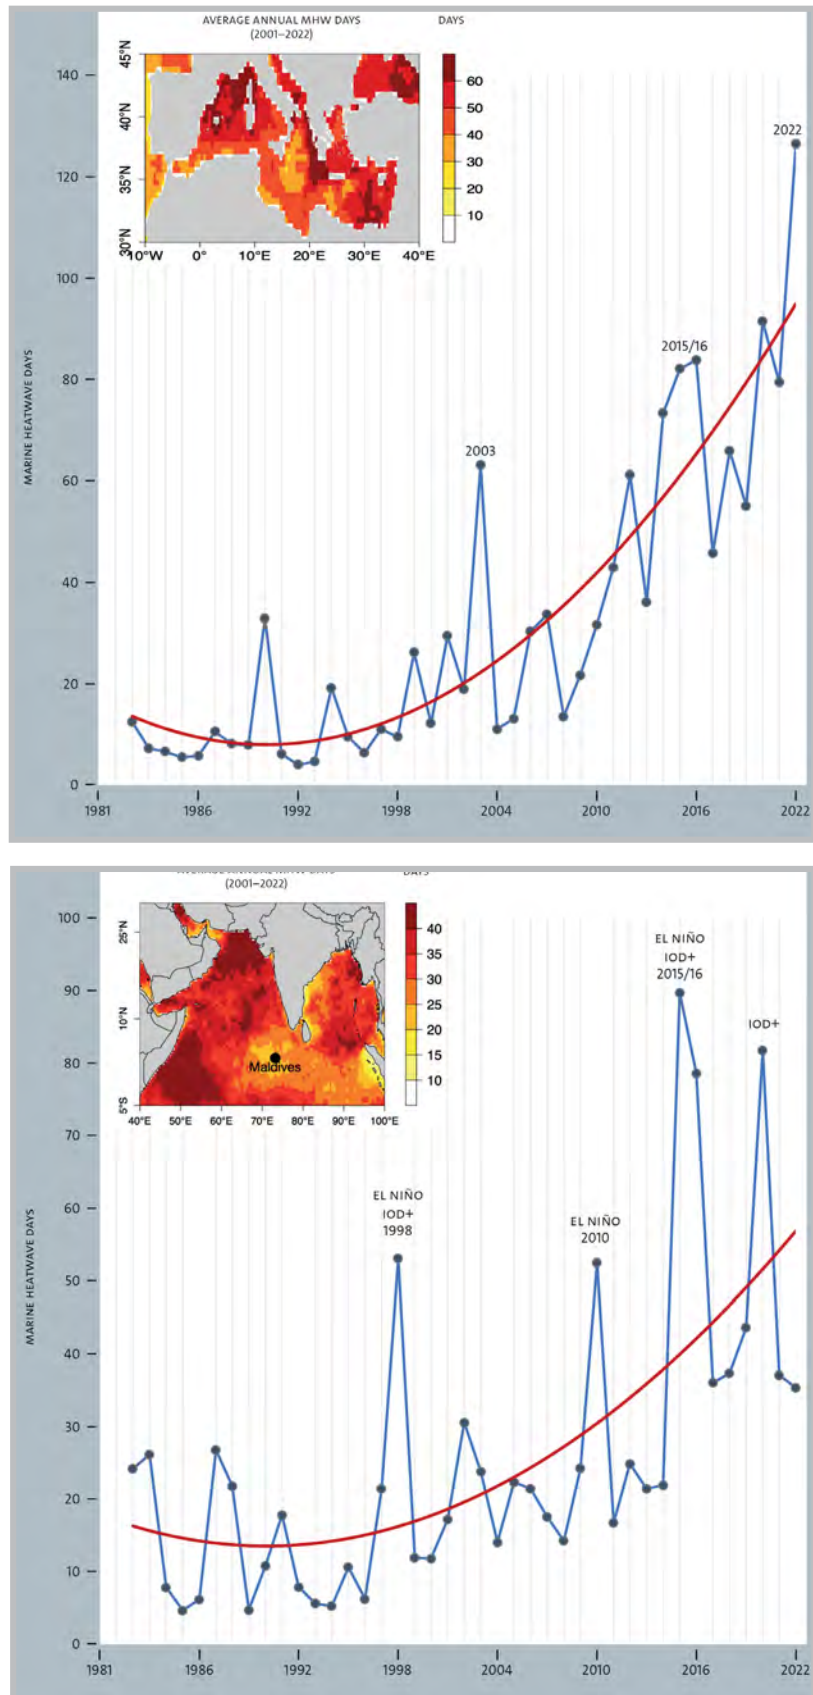 AVERAGE ANNUAL MHW DAYS
(2001–2022)
DAYS
45°N
40°N
35°N
30°N
10°W 0° 10°E 20°E 30°E 40°E
60
50
40
30
20
10
MARINE HEATWAVE DAYS
140
120
100
80
60
40
20
0
2003
2015/16
2022
1981 1986 1992 1998 2004 2010 2016 2022
AVERAGE ANNUAL MHW DAYS
(2001–2022)
DAYS
25°N
10°N
5°S
Maldives
40°E 50°E 60°E 70°E 80°E 90°E 100°E
40
35
30
25
20
15
10
MARINE HEATWAVE DAYS
100
90
80
70
60
50
40
30
20
10
0
EL NIÑO
IOD+
1998
EL NIÑO
2010
EL NIÑO
IOD+
2015/16
IOD+
1981 1986 1992 1998 2004 2010 2016 2022